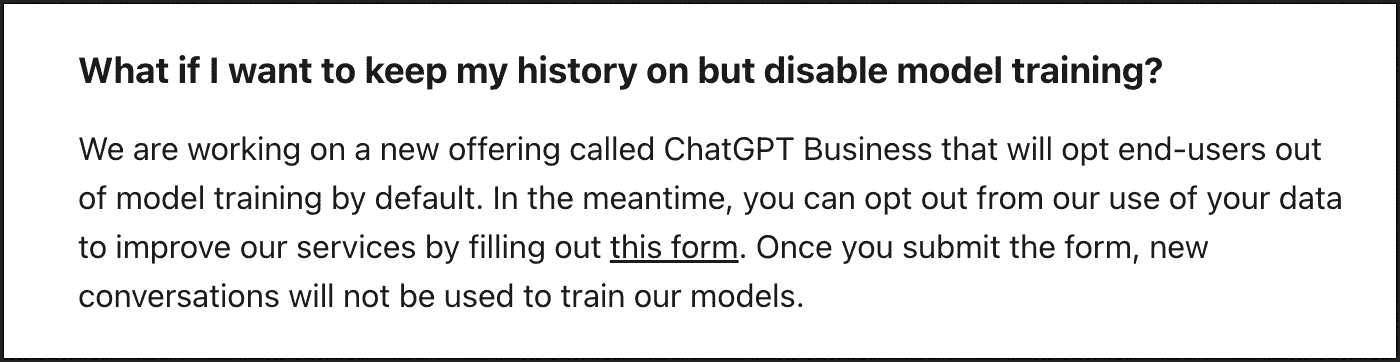 What if I want to keep my history on but disable model training?
We are working on a new offering called ChatGPT Business that will opt end-users out
of model training by default. In the meantime, you can opt out from our use of your data
to improve our services by filling out this form. Once you submit the form, new
conversations will not be used to train our models.